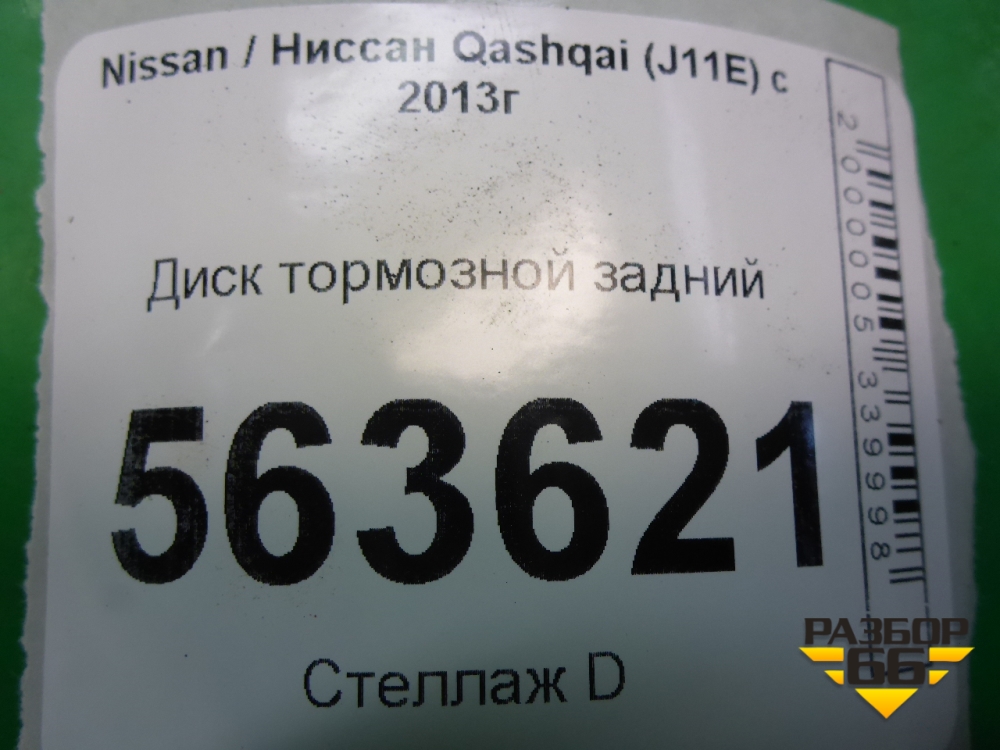 Nissan / Ниссан Qashqai (J11E) с
2013г
Диск тормозной задний
563621
Стеллаж D
2000005339998
РАЗБОР
66